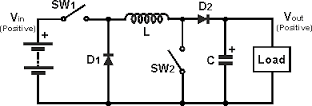 Vin
(Positive)
SW1
L
D2
Vout
(Positive)
D1
SW2
C
+
Load
+